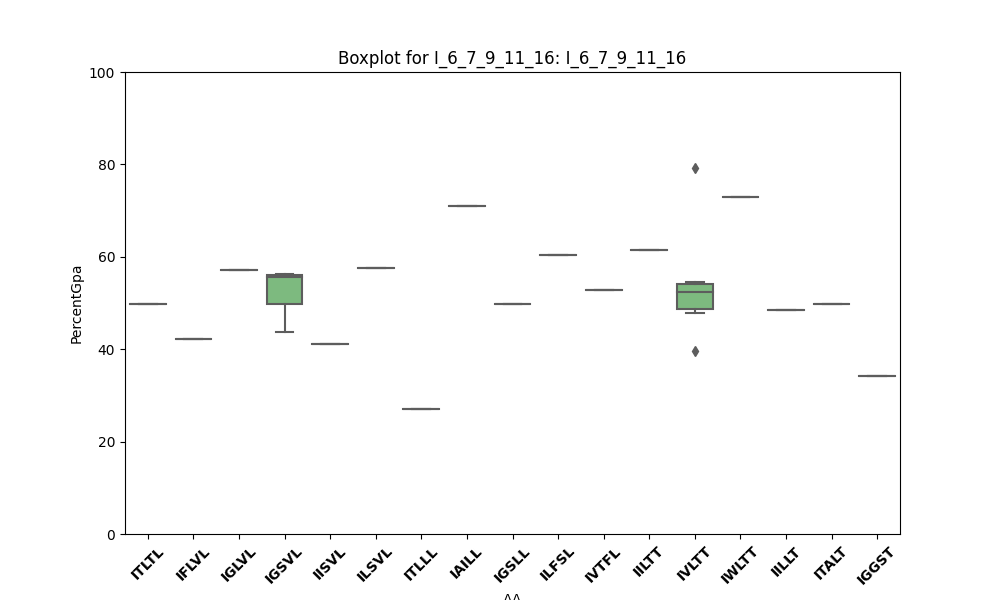 Boxplot for I_6_7_9_11_16: I_6_7_9_11_16
100
80
60
40
20
0
PercentGpa
ITLTL
IFLVL
IGLVL
IGSVL
IISVL
ILSVL
ITLLL
IAILL
IGSLL
ILFSL
IVTFL
IILTT
IVLTT
IWLTT
IILLT
ITALT
IGGST
AA